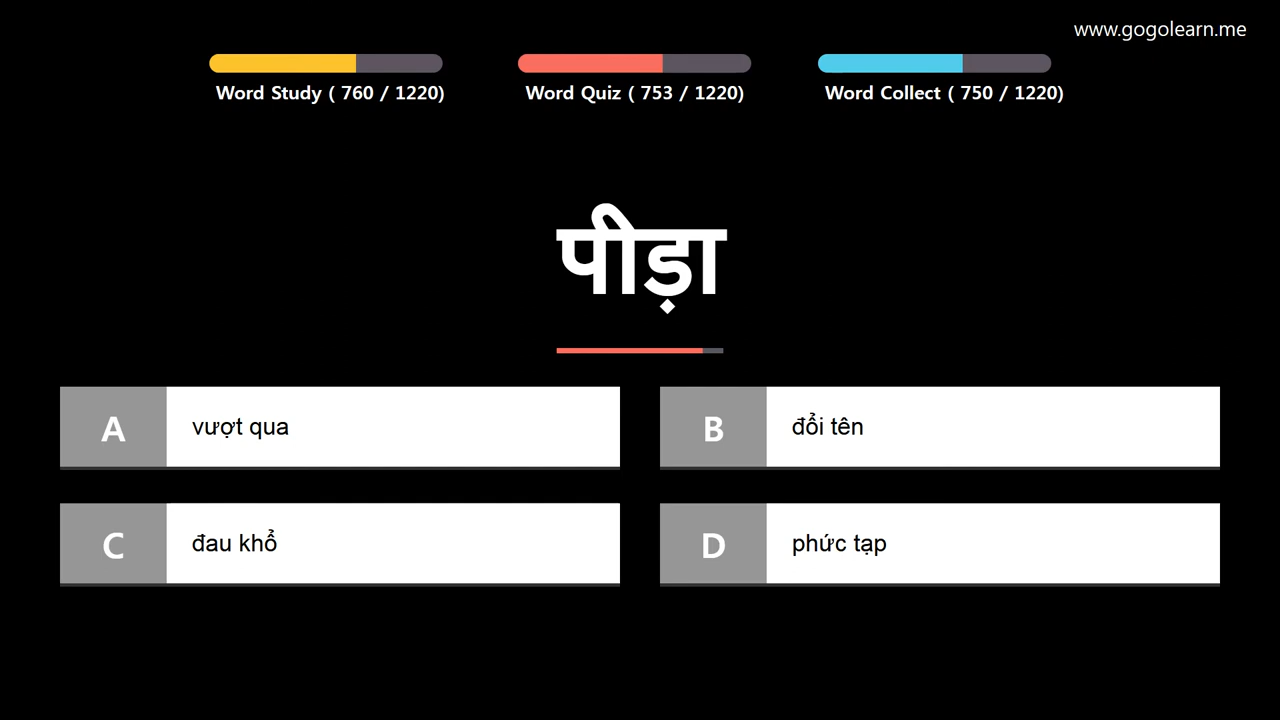 www.gogolearn.me
Word Study ( 760 / 1220)
Word Quiz ( 753 / 1220)
Word Collect ( 750 / 1220)
पीड़ा
A
vượt qua
B
đổi tên
C
đau khổ
D
phức tạp